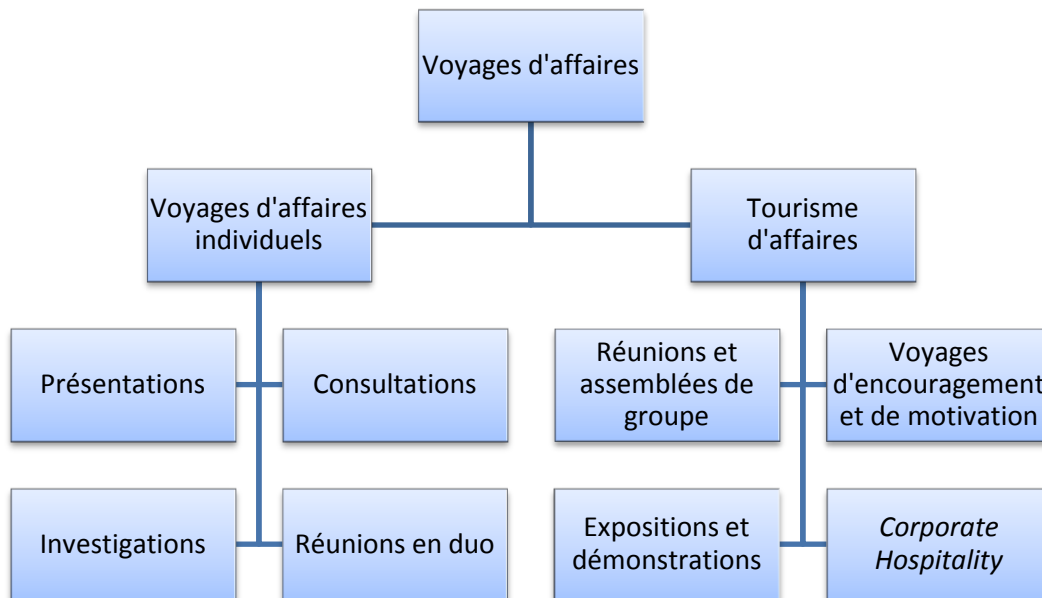 Voyages d'affaires
Voyages d'affaires
individuels
Tourisme
d'affaires
Présentations
Consultations
Réunions et
assemblées de
groupe
Voyages
d'encouragement
et de motivation
Investigations
Réunions en duo
Expositions et
démonstrations
Corporate
Hospitality